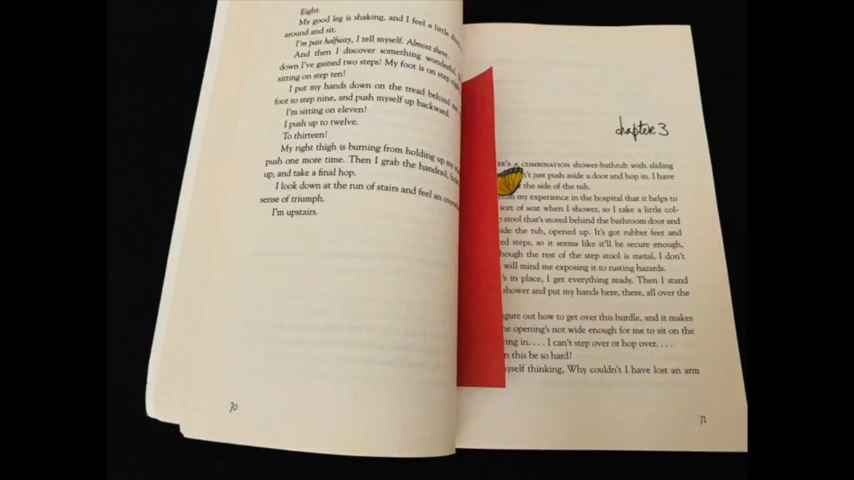 Eight.
My good leg is shaking, and I feel a little
around and sit.
I'm past halfway, I tell myself. Almost there.
And then I discover something wonderful.
down I've gained two steps! My foot is on step eight
sitting on step ten!
I put my hands down on the tread behind me
foot to step nine, and push myself up backward.
I'm sitting on eleven!
I push up to twelve.
To thirteen!
My right thigh is burning from holding up my
push one more time. Then I grab the handrail,
up, and take a final hop.
I look down at the run of stairs and feel an
sense of triumph.
I'm upstairs.
70
chapter 3
ER'S A COMBINATION shower-bathtub with sliding
't just push aside a door and hop in. I have
the side of the tub.
my experience in the hospital that it helps to
sort of seat when I shower, so I take a little col-
stool that's stored behind the bathroom door and
ide the tub, opened up. It's got rubber feet and
ed steps, so it seems like it'll be secure enough,
hough the rest of the step stool is metal, I don't
will mind me exposing it to rusting hazards.
's in place, I get everything ready. Then I stand
shower and put my hands here, there, all over the
gure out how to get over this hurdle, and it makes
he opening's not wide enough for me to sit on the
ing in. . . . I can't step over or hop over. . . .
n this be so hard?
yself thinking, Why couldn't I have lost an arm
71